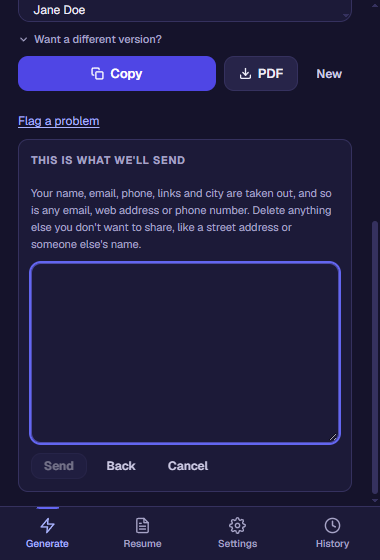 Jane Doe
Want a different version?
Copy
PDF
New
Flag a problem
THIS IS WHAT WE'LL SEND
Your name, email, phone, links and city are taken out, and so
is any email, web address or phone number. Delete anything
else you don't want to share, like a street address or
someone else's name.
Send
Back
Cancel
Generate
Resume
Settings
History